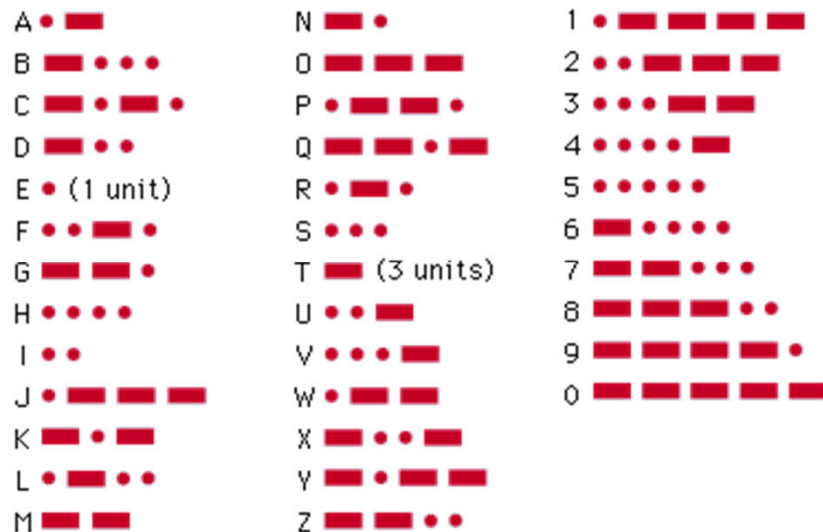 A
B
C
D
E (1 unit)
F
G
H
I
J
K
L
M
N
O
P
Q
R
S
T (3 units)
U
V
W
X
Y
Z
1
2
3
4
5
6
7
8
9
0